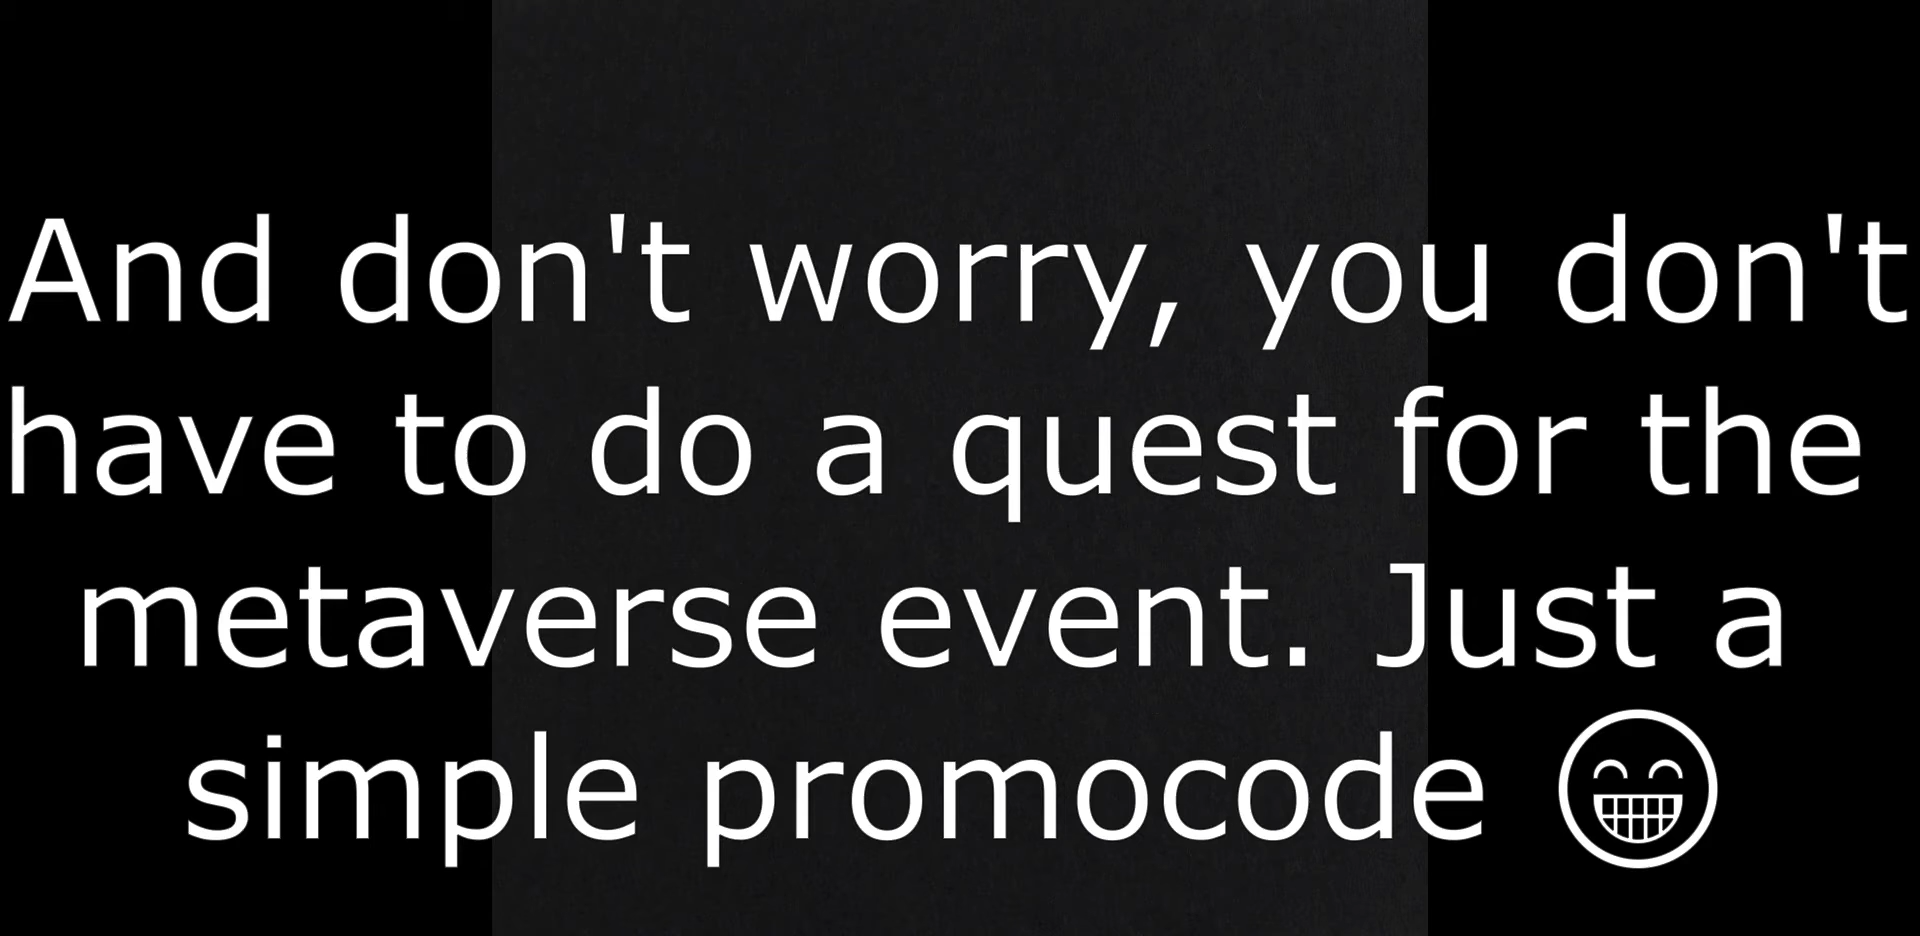 And don't worry, you don't
have to do a quest for the
metaverse event. Just a
simple promocode 😁